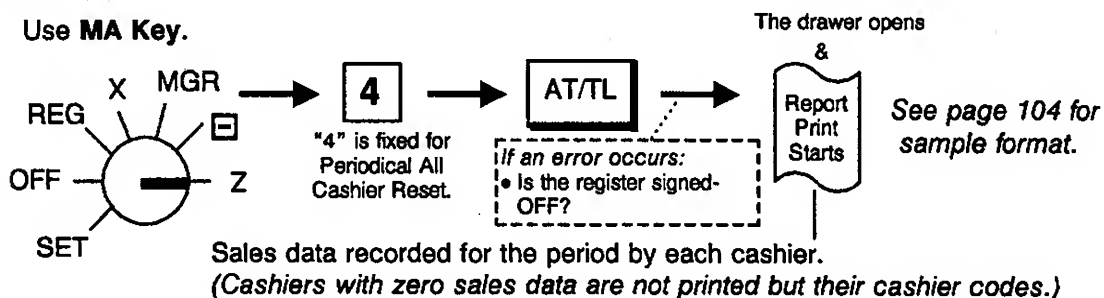 Use MA Key.
OFF
REG
X
MGR
⊟
Z
SET
4
"4" is fixed for
Periodical All
Cashier Reset.
AT/TL
If an error occurs:
• Is the register signed-
OFF?
The drawer opens
&
Report
Print
Starts
See page 104 for
sample format.
Sales data recorded for the period by each cashier.
(Cashiers with zero sales data are not printed but their cashier codes.)